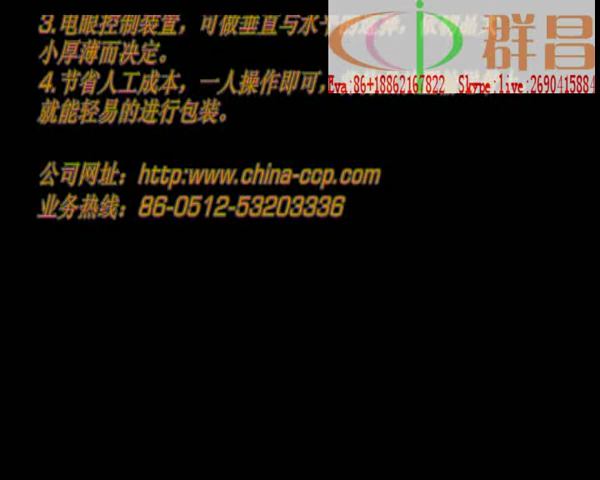 3.电眼控制装置，可做垂直与水
小厚薄而决定。
4.节省人工成本，一人操作即可，
就能轻易的进行包装。
公司网址：http:www.china-ccp.com
业务热线：86-0512-53203336
群昌
Eva:86+18862167822 Skype:live:2690415884